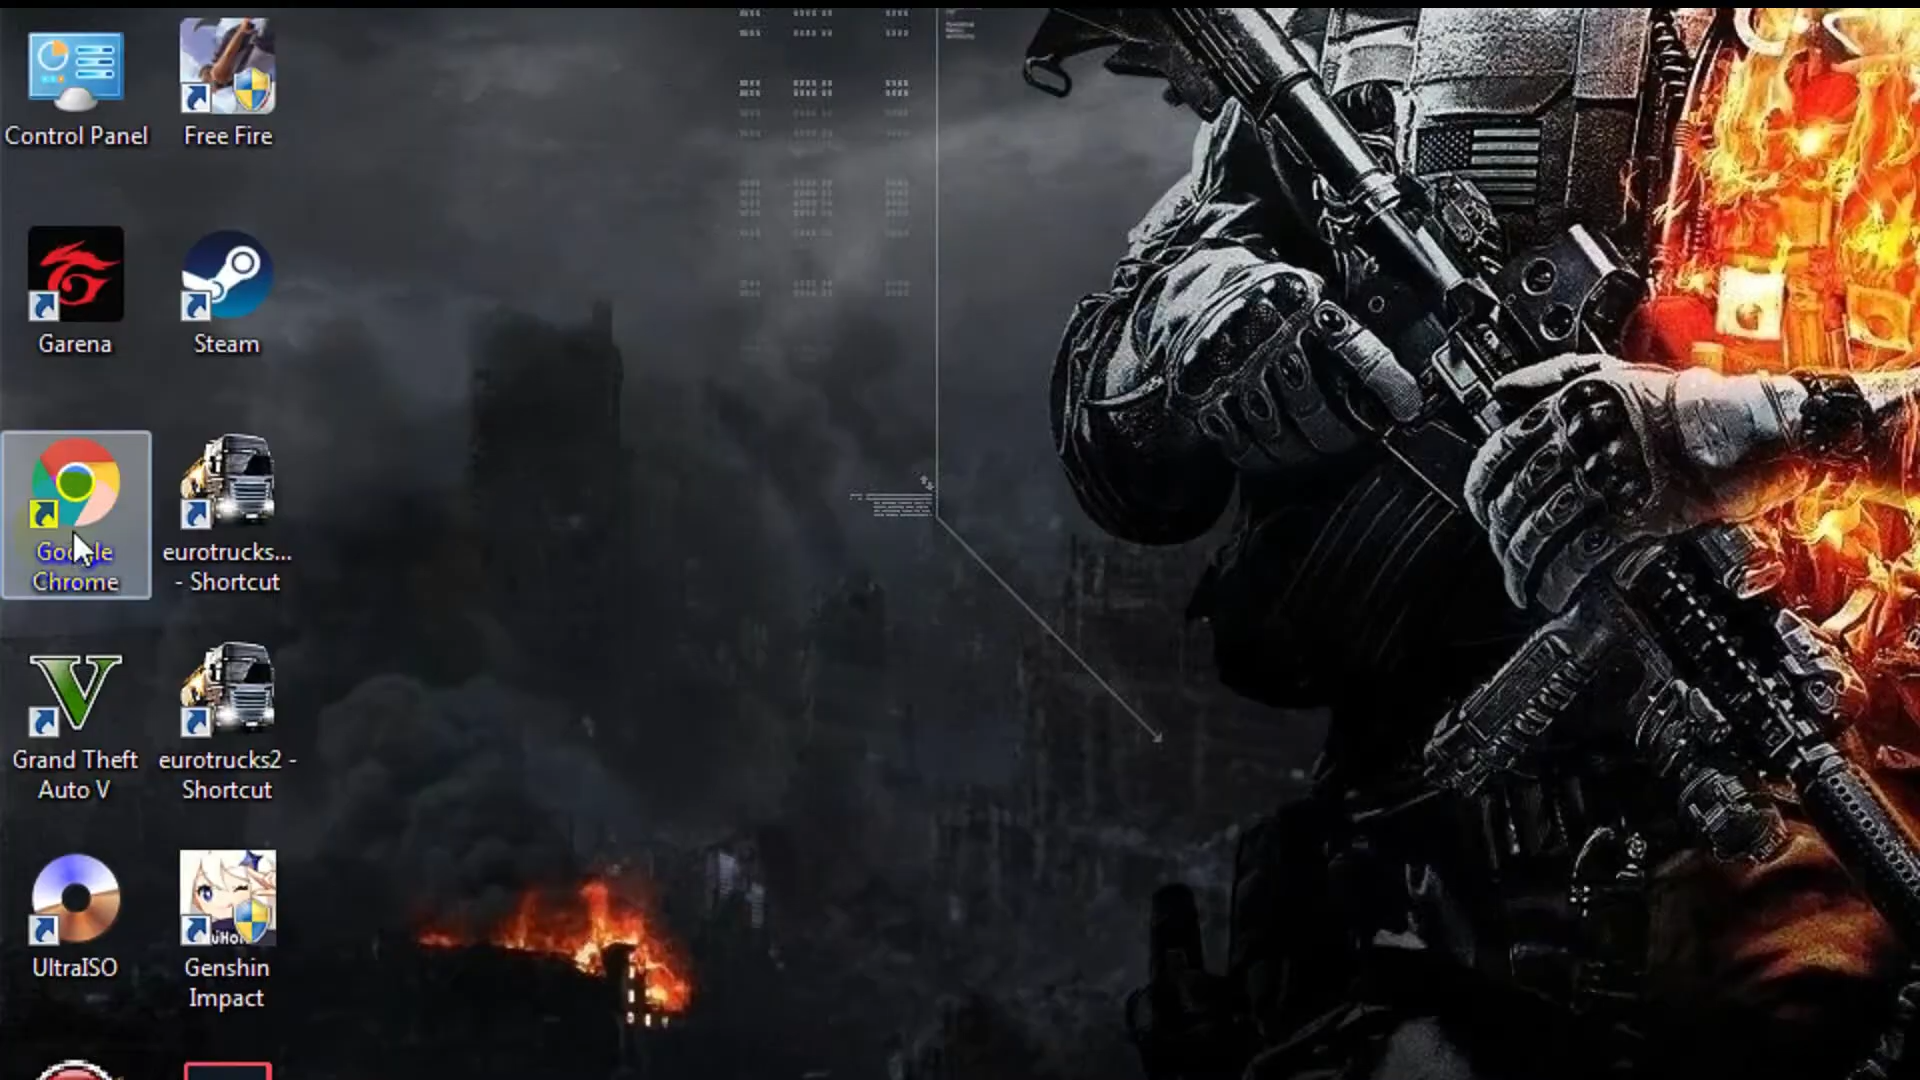 Control Panel
Free Fire
Garena
Steam
Google
Chrome
eurotrucks...
- Shortcut
Grand Theft
Auto V
eurotrucks2 -
Shortcut
UltraISO
Genshin
Impact